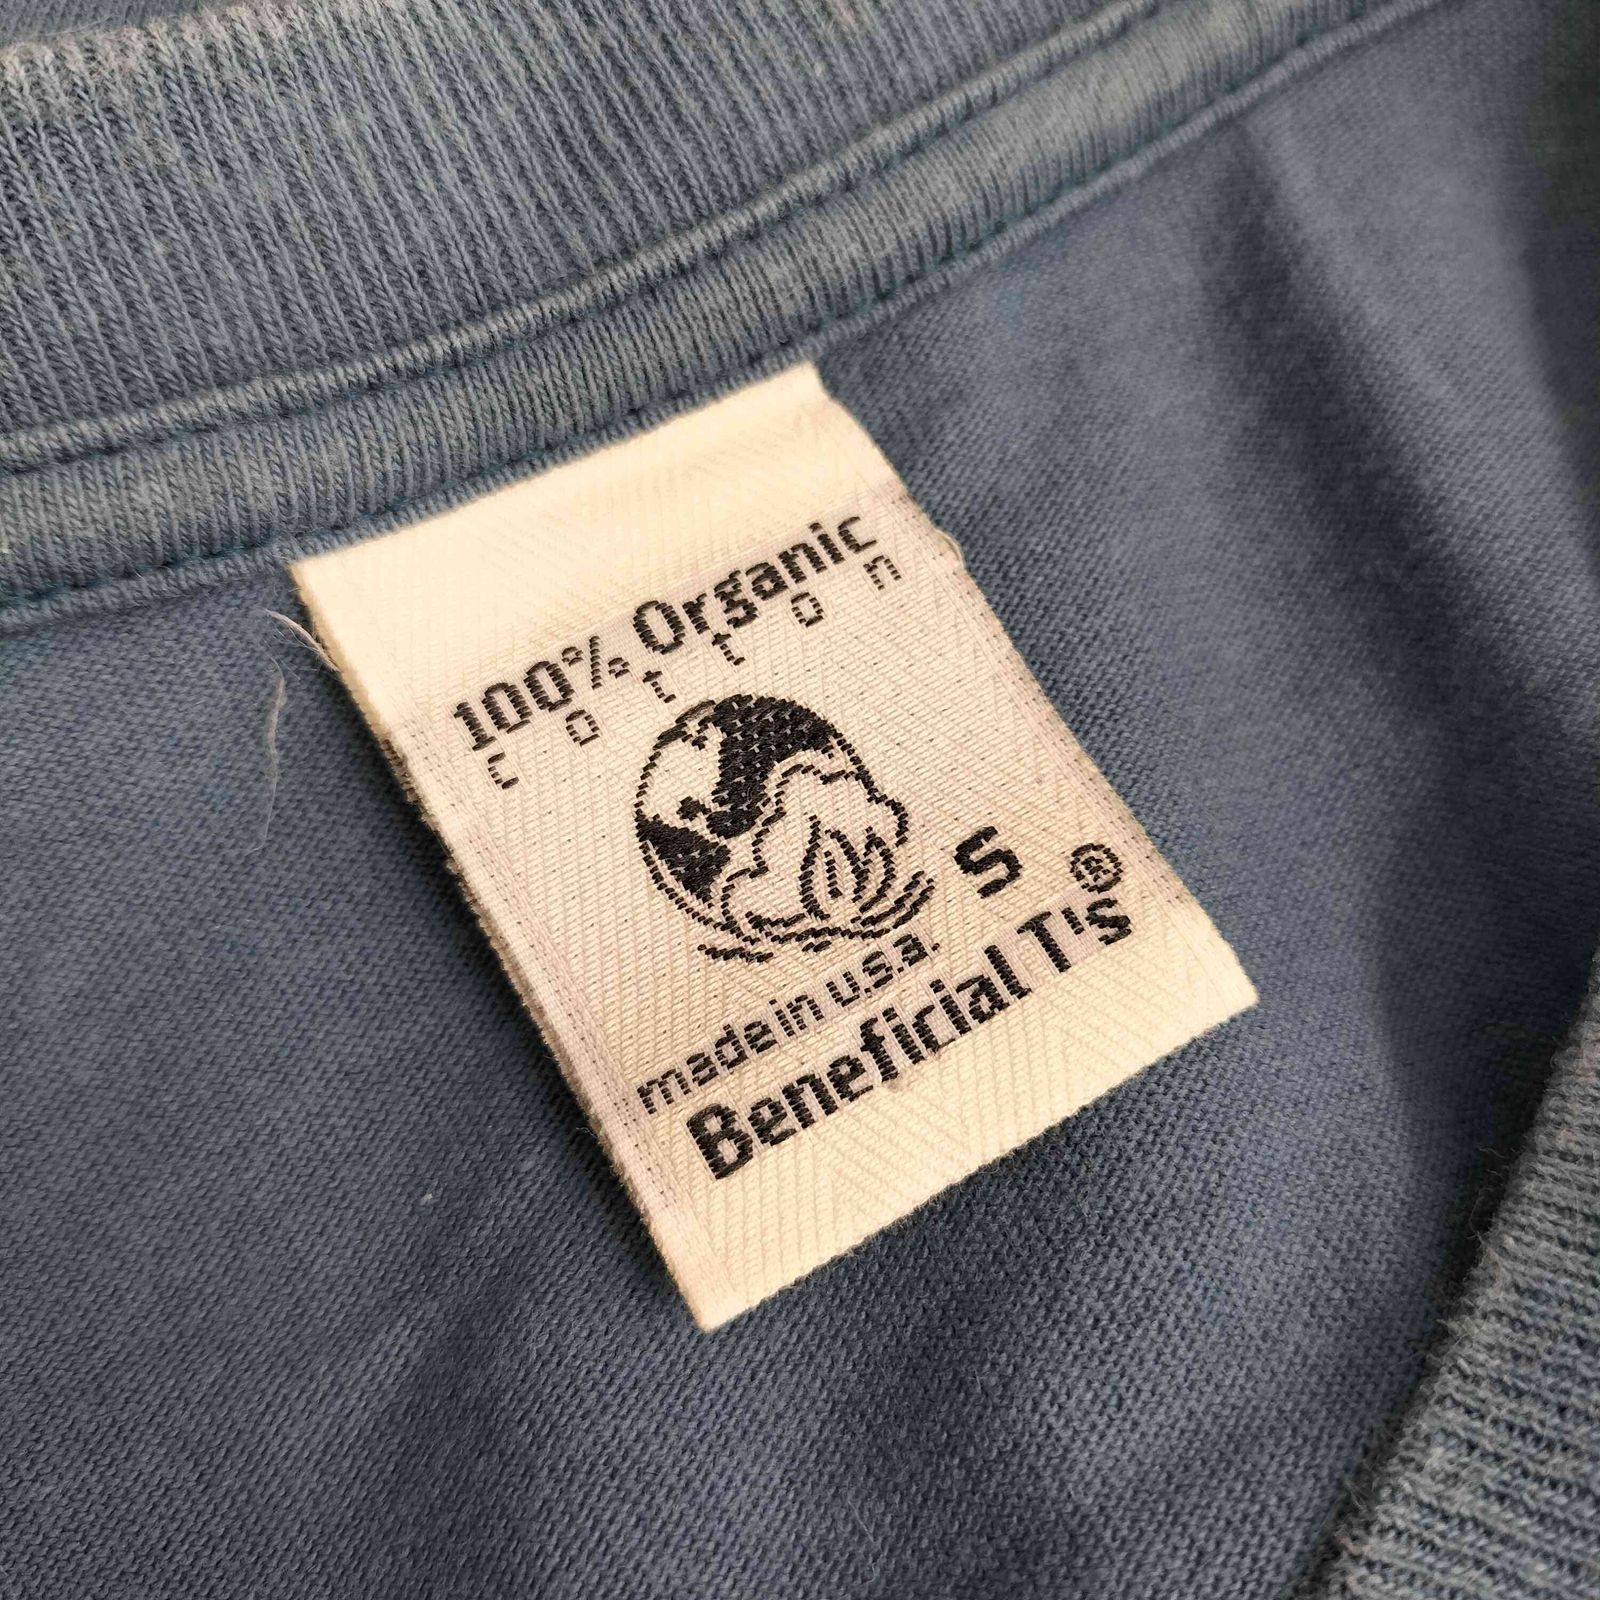 100% Organic
cotton
S
made in u.s.a.
Beneficial T's ®